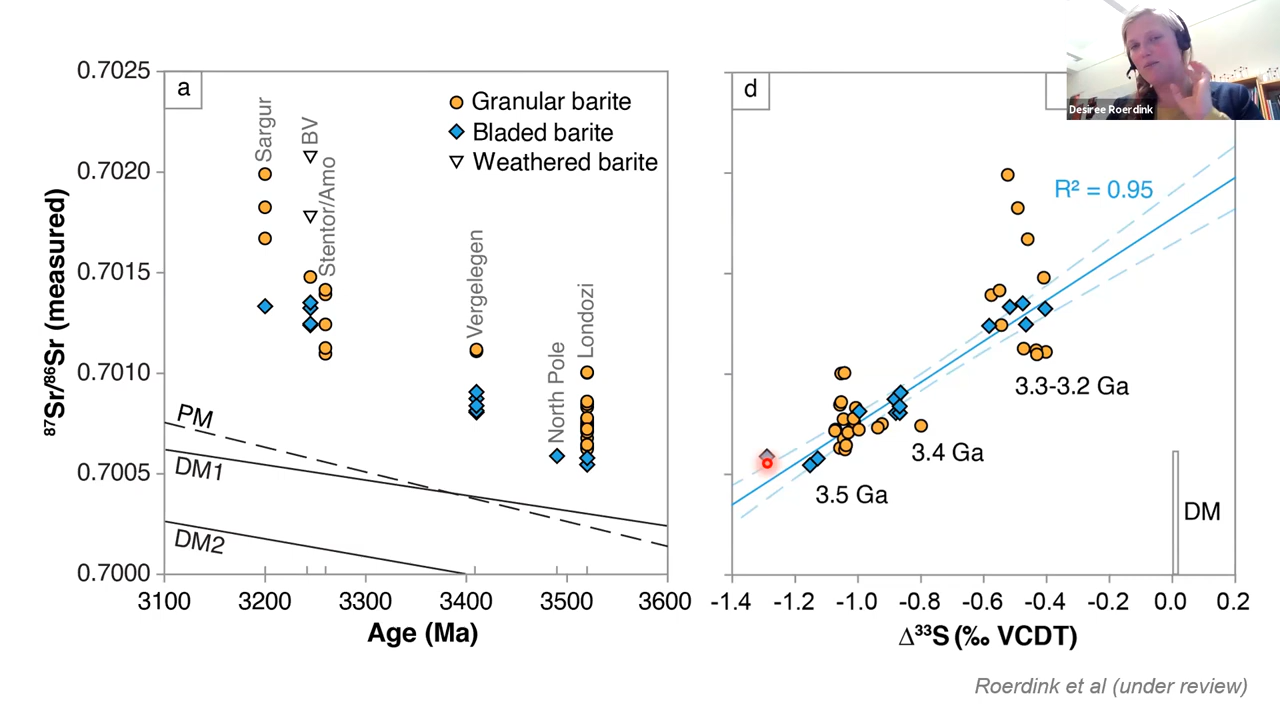 Desiree Roerdink
a
Granular barite
Bladed barite
Weathered barite
Sargur
BV
Stentor/Amo
Vergelegen
North Pole
Londozi
PM
DM1
DM2
⁸⁷Sr/⁸⁶Sr (measured)
0.7025
0.7020
0.7015
0.7010
0.7005
0.7000
3100 3200 3300 3400 3500 3600
Age (Ma)
d
R² = 0.95
3.3-3.2 Ga
3.4 Ga
3.5 Ga
DM
-1.4 -1.2 -1.0 -0.8 -0.6 -0.4 -0.2 0.0 0.2
Δ³³S (‰ VCDT)
Roerdink et al (under review)